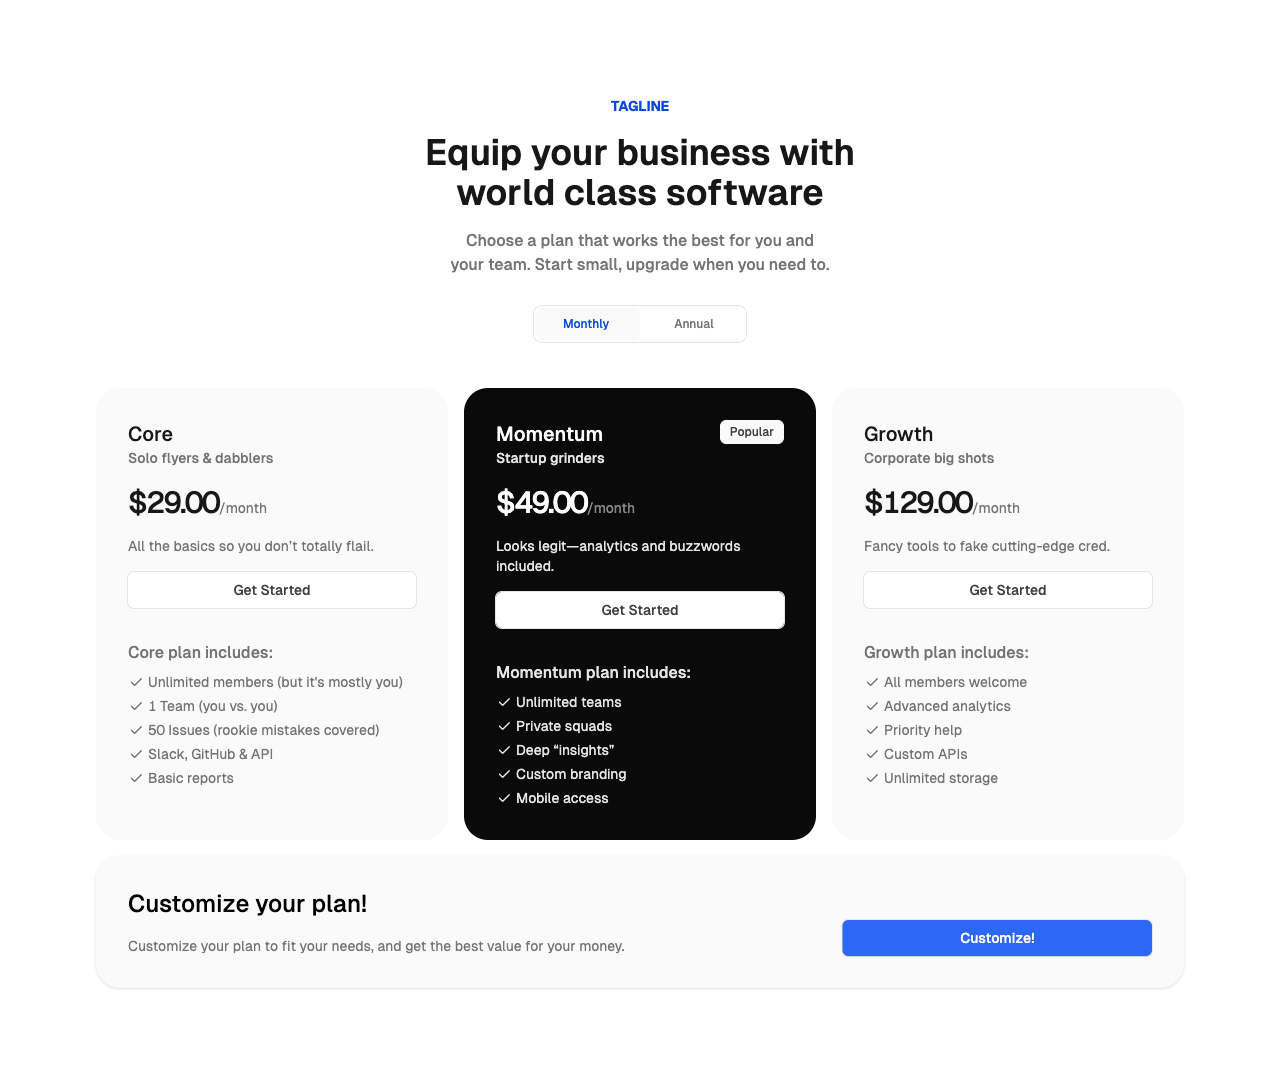 TAGLINE
Equip your business with
world class software
Choose a plan that works the best for you and
your team. Start small, upgrade when you need to.
Monthly
Annual
Core
Solo flyers & dabblers
$29.00/month
All the basics so you don’t totally flail.
Get Started
Core plan includes:
Unlimited members (but it's mostly you)
1 Team (you vs. you)
50 Issues (rookie mistakes covered)
Slack, GitHub & API
Basic reports
Momentum
Popular
Startup grinders
$49.00/month
Looks legit—analytics and buzzwords
included.
Get Started
Momentum plan includes:
Unlimited teams
Private squads
Deep “insights”
Custom branding
Mobile access
Growth
Corporate big shots
$129.00/month
Fancy tools to fake cutting-edge cred.
Get Started
Growth plan includes:
All members welcome
Advanced analytics
Priority help
Custom APIs
Unlimited storage
Customize your plan!
Customize your plan to fit your needs, and get the best value for your money.
Customize!